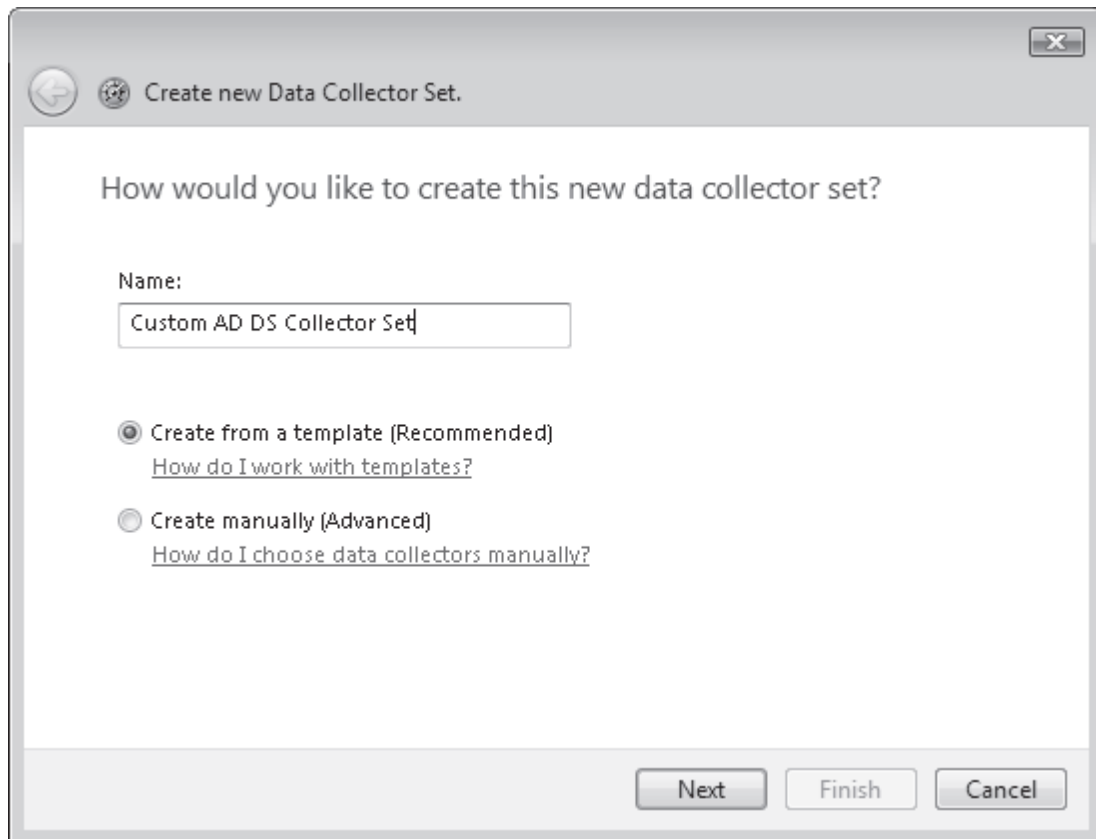 Create new Data Collector Set.
How would you like to create this new data collector set?
Name:
Custom AD DS Collector Set
Create from a template (Recommended)
How do I work with templates?
Create manually (Advanced)
How do I choose data collectors manually?
Next Finish Cancel